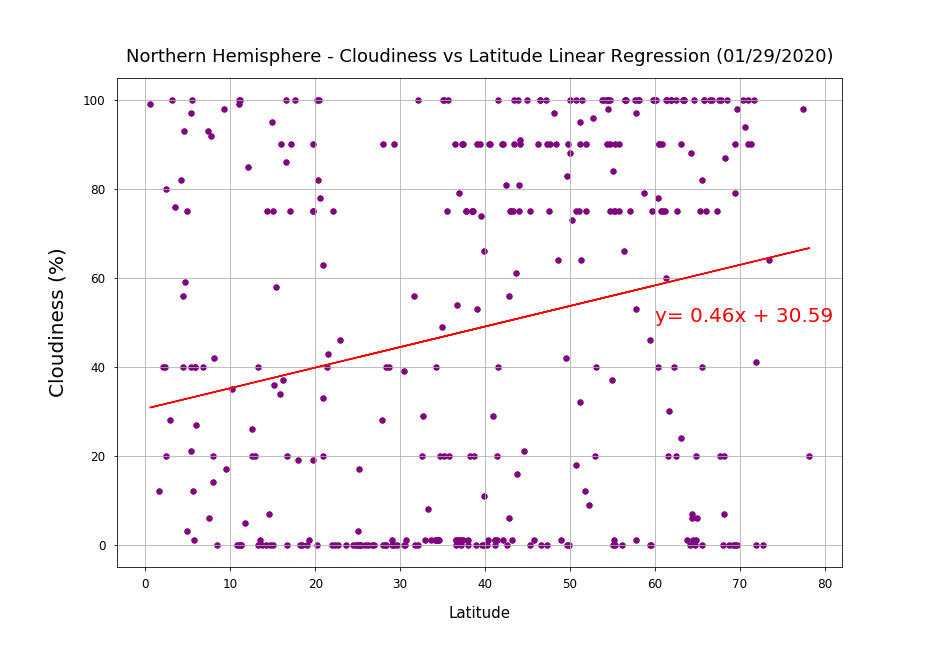 Northern Hemisphere - Cloudiness vs Latitude Linear Regression (01/29/2020)
Cloudiness (%)
100
80
60
40
20
0
y= 0.46x + 30.59
0 10 20 30 40 50 60 70 80
Latitude